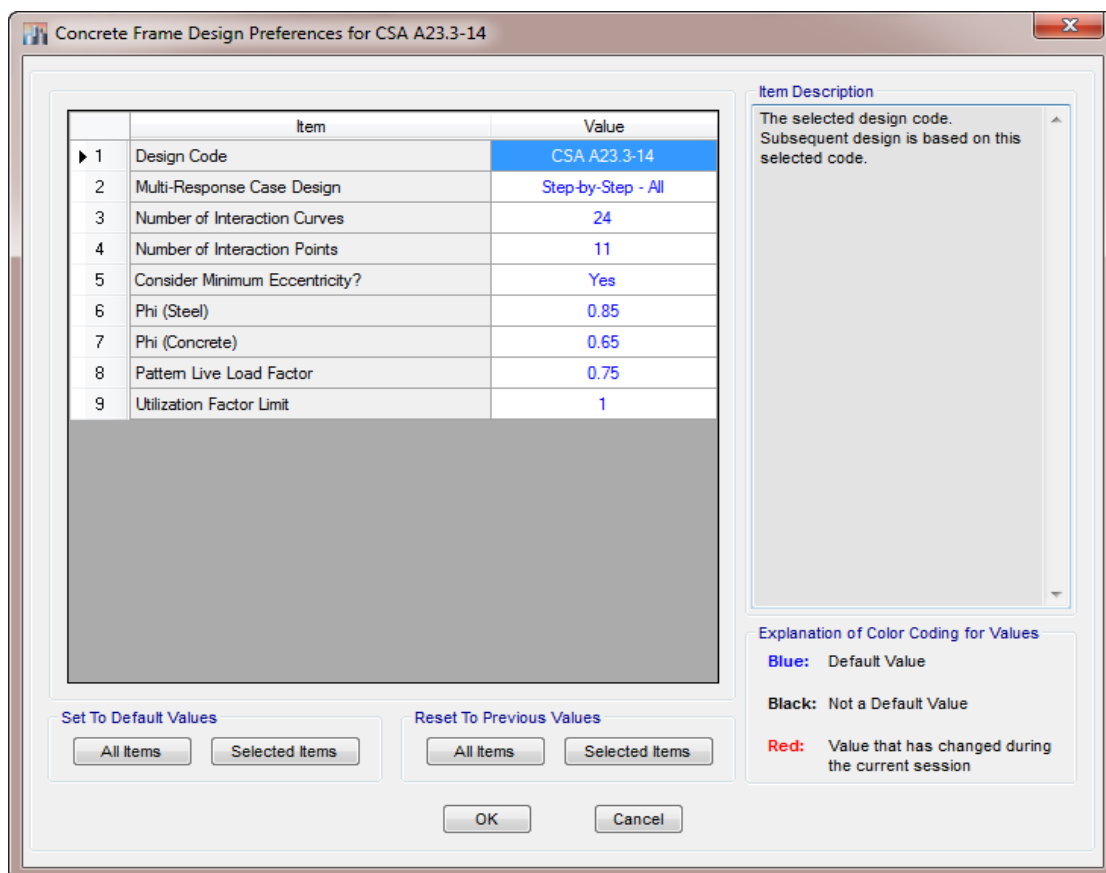 Concrete Frame Design Preferences for CSA A23.3-14
Item Value
1 Design Code CSA A23.3-14
2 Multi-Response Case Design Step-by-Step - All
3 Number of Interaction Curves 24
4 Number of Interaction Points 11
5 Consider Minimum Eccentricity? Yes
6 Phi (Steel) 0.85
7 Phi (Concrete) 0.65
8 Pattern Live Load Factor 0.75
9 Utilization Factor Limit 1
Item Description
The selected design code.
Subsequent design is based on this
selected code.
Explanation of Color Coding for Values
Blue: Default Value
Black: Not a Default Value
Red: Value that has changed during
the current session
Set To Default Values
All Items Selected Items
Reset To Previous Values
All Items Selected Items
OK Cancel